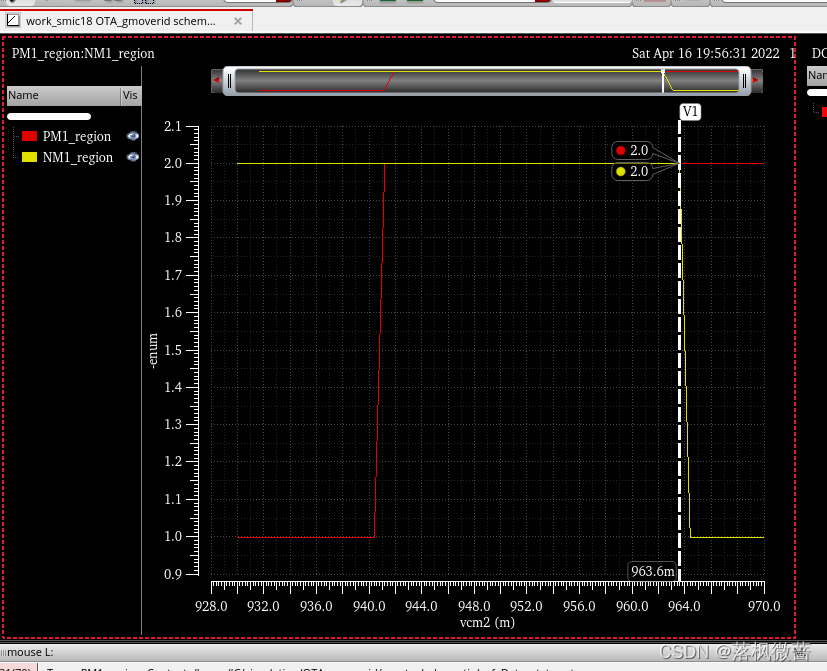 work_smic18 OTA_gmoverid schem...
PM1_region:NM1_region
Sat Apr 16 19:56:31 2022 1
DC
Name Vis
Nar
PM1_region
NM1_region
V1
2.0
2.0
2.1
2.0
1.9
1.8
1.7
1.6
1.5
1.4
1.3
1.2
1.1
1.0
0.9
-enum
963.6m
928.0 932.0 936.0 940.0 944.0 948.0 952.0 956.0 960.0 964.0 970.0
vcm2 (m)
mouse L:
CSDN @落枫微蔷